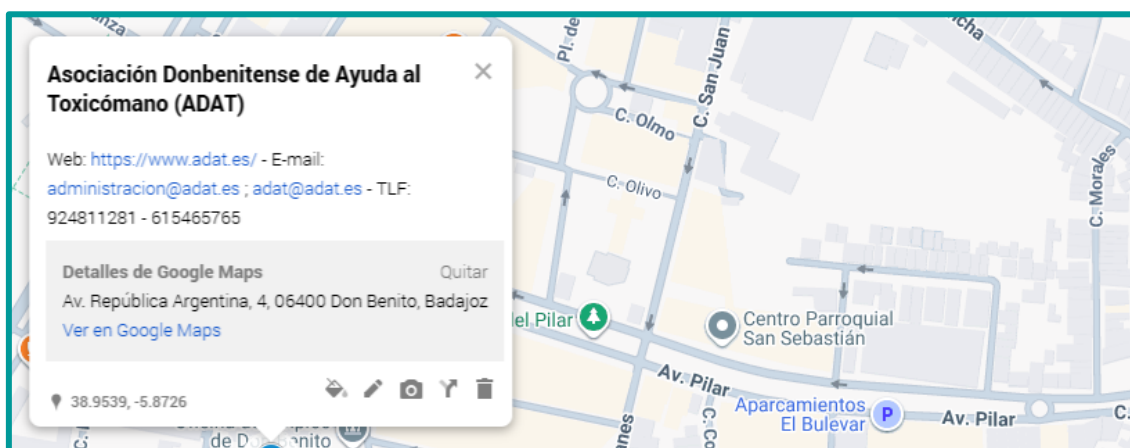 Asociación Donbenitense de Ayuda al
Toxicómano (ADAT)
Web: https://www.adat.es/ - E-mail:
administracion@adat.es ; adat@adat.es - TLF:
924811281 - 615465765
Detalles de Google Maps
Quitar
Av. República Argentina, 4, 06400 Don Benito, Badajoz
Ver en Google Maps
38.9539, -5.8726
Pl. de
C. San Juan
C. Olmo
C. Olivo
C. Morales
del Pilar
Centro Parroquial
San Sebastián
Av. Pilar
Aparcamientos
El Bulevar
P
Av. Pilar